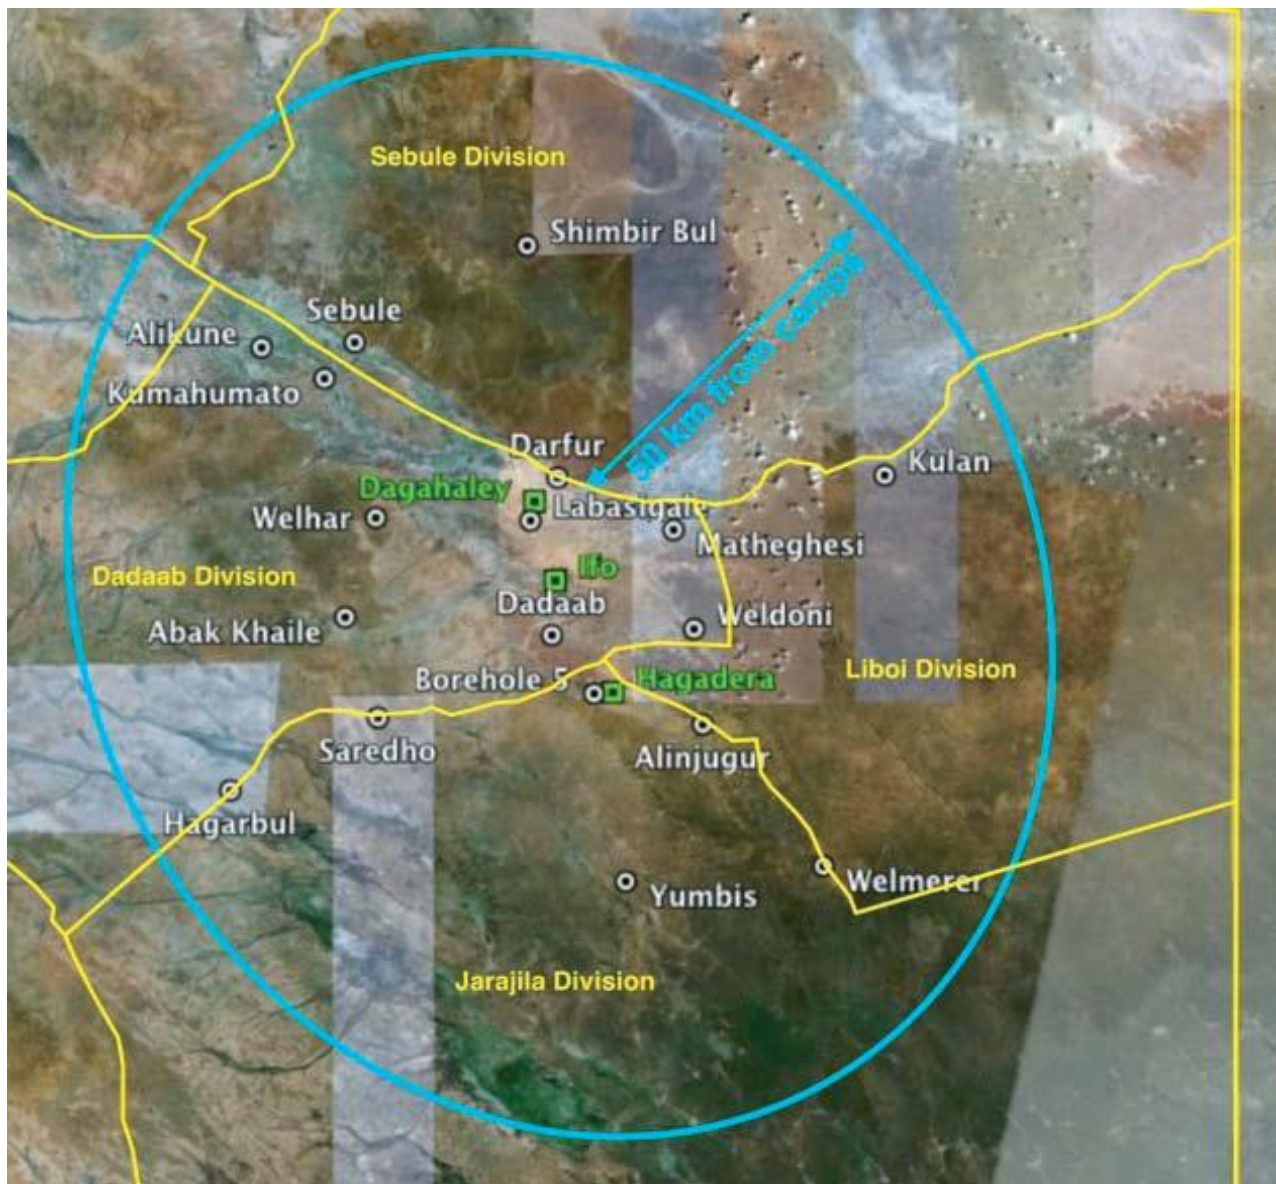 Sebule Division
Shimbir Bul
Sebule
Alikune
Kumahumato
50 km from camps
Darfur
Kulan
Dagahaley
Labasigale
Welhar
Matheghesi
Ifo
Dadaab Division
Dadaab
Weldoni
Abak Khaile
Liboi Division
Borehole 5
Hagadera
Saredho
Alinjugur
Hagarbul
Welmerer
Yumbis
Jarajila Division